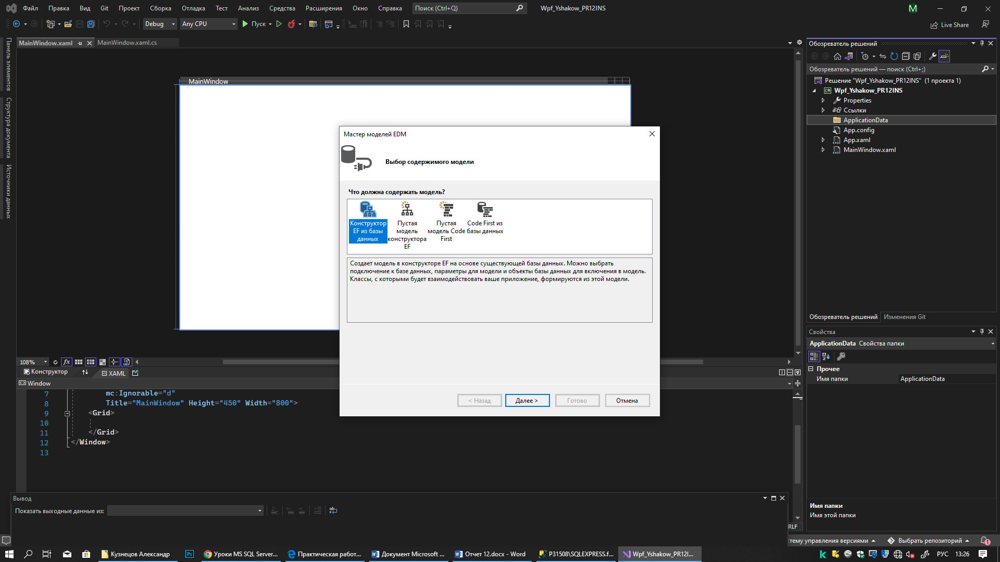 Файл Правка Вид Git Проект Сборка Отладка Тест Анализ Средства Расширения Окно Справка Поиск (Ctrl+Q) Wpf_Yshakow_PR12INS M
Debug Any CPU Пуск Live Share
MainWindow.xaml MainWindow.xaml.cs
Панель элементов
Структура документа
Источники данных
MainWindow
Мастер моделей EDM
Выбор содержимого модели
Что должна содержать модель?
Конструктор
EF из базы
данных
Пустая
модель
конструктора
EF
Пустая
модель Code
First
Code First из
базы данных
Создает модель в конструкторе EF на основе существующей базы данных. Можно выбрать
подключение к базе данных, параметры для модели и объекты базы данных для включения в модель.
Классы, с которыми будет взаимодействовать ваше приложение, формируются из этой модели.
< Назад Далее > Готово Отмена
108%
Конструктор XAML
Window
7 mc:Ignorable="d"
8 Title="MainWindow" Height="450" Width="800">
9 <Grid>
10
11 </Grid>
12 </Window>
13
Вывод
Показать выходные данные из:
Обозреватель решений
Обозреватель решений — поиск (Ctrl+;)
Решение "Wpf_Yshakow_PR12INS" (1 проекта 1)
C# Wpf_Yshakow_PR12INS
Properties
Ссылки
ApplicationData
App.config
App.xaml
MainWindow.xaml
Обозреватель решений Изменения Git
Свойства
ApplicationData Свойства папки
Прочее
Имя папки ApplicationData
Имя папки
Имя этой папки
RLF
стему управления версиями Выбрать репозиторий 1
Кузнецов Александр Ps Уроки MS SQL Server... Практическая работ... Документ Microsoft ... Отчет 12.docx - Word P31508\SQLEXPRESS.f... Wpf_Yshakow_PR12I... РУС 13:26